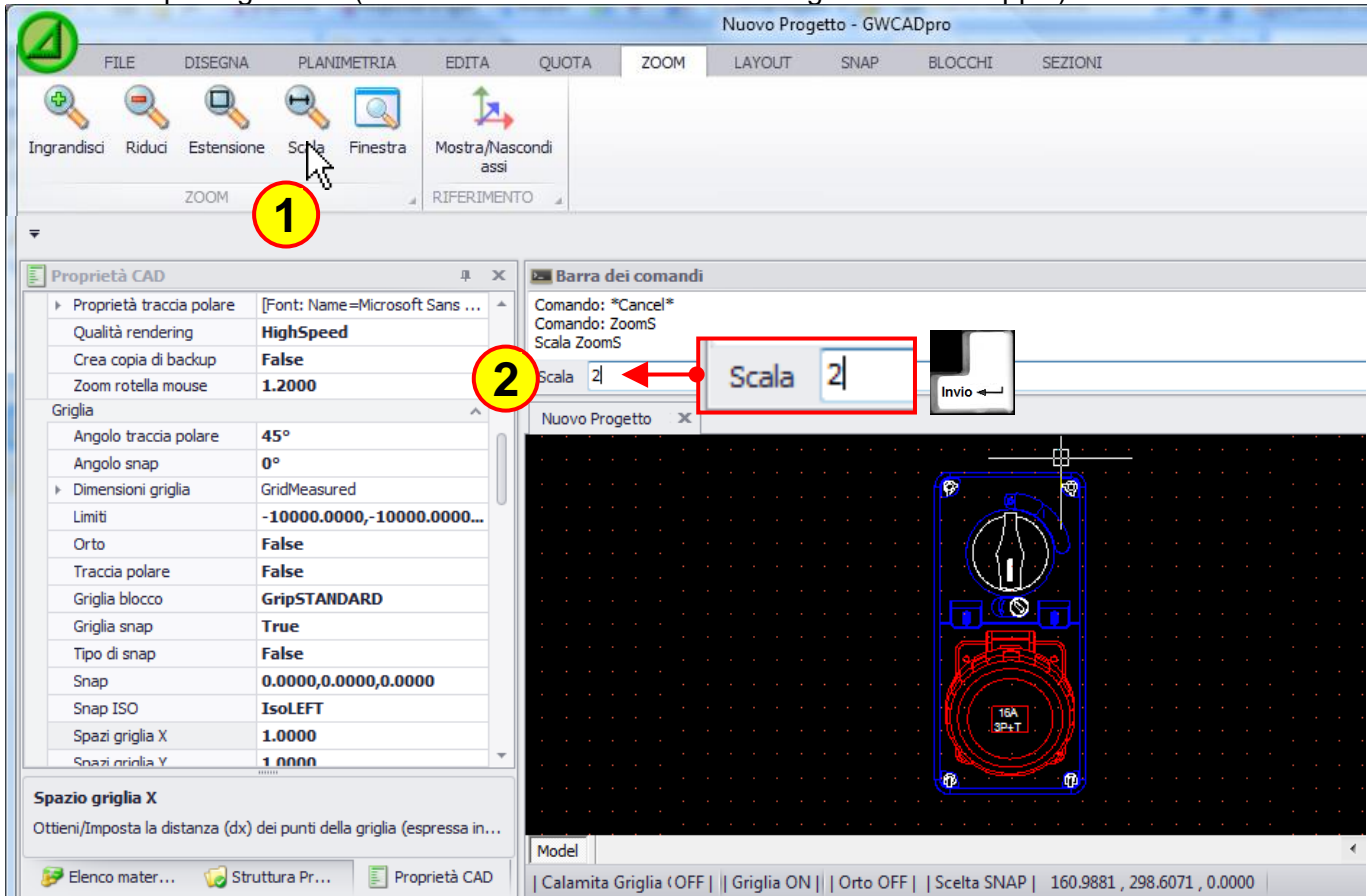 Nuovo Progetto - GWCADpro
FILE DISEGNA PLANIMETRIA EDITA QUOTA ZOOM LAYOUT SNAP BLOCCHI SEZIONI
Ingrandisci Riduci Estensione Scala Finestra Mostra/Nascondi
assi
ZOOM RIFERIMENTO
1
Proprietà CAD
Proprietà traccia polare [Font: Name=Microsoft Sans ...
Qualità rendering HighSpeed
Crea copia di backup False
Zoom rotella mouse 1.2000
Griglia
Angolo traccia polare 45°
Angolo snap 0°
Dimensioni griglia GridMeasured
Limiti -10000.0000,-10000.0000...
Orto False
Traccia polare False
Griglia blocco GripSTANDARD
Griglia snap True
Tipo di snap False
Snap 0.0000,0.0000,0.0000
Snap ISO IsoLEFT
Spazi griglia X 1.0000
Spazi griglia Y 1.0000
Spazio griglia X
Ottieni/Imposta la distanza (dx) dei punti della griglia (espressa in...
Elenco mater... Struttura Pr... Proprietà CAD
Barra dei comandi
Comando: *Cancel*
Comando: ZoomS
Scala ZoomS
2
Scala 2
Scala 2
Invio
Nuovo Progetto
16A
3P+T
Model
| Calamita Griglia (OFF | | Griglia ON | | Orto OFF | | Scelta SNAP | 160.9881 , 298.6071 , 0.0000